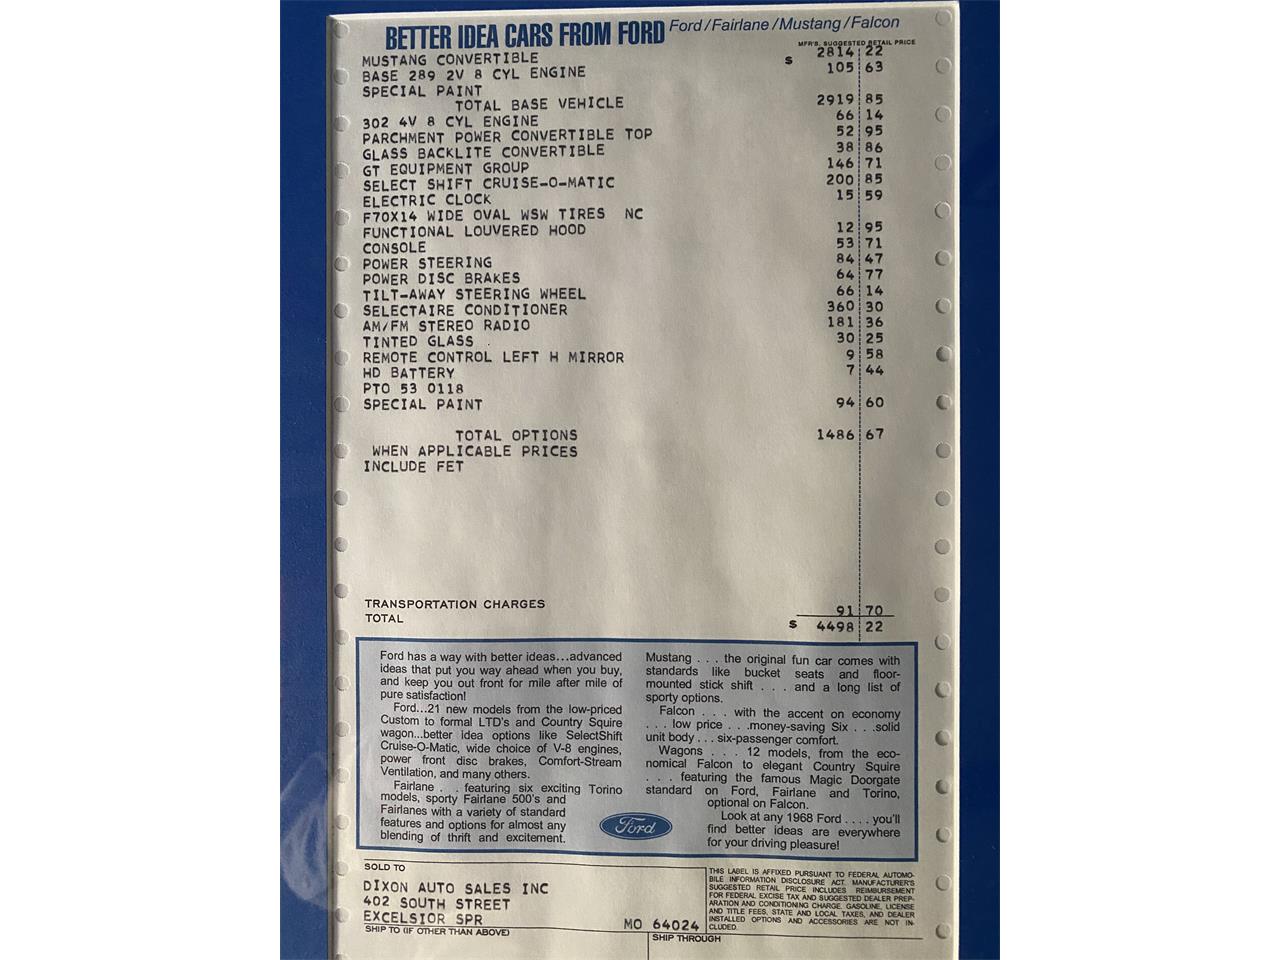 BETTER IDEA CARS FROM FORD Ford/Fairlane/Mustang/Falcon
MFR'S. SUGGESTED RETAIL PRICE
MUSTANG CONVERTIBLE $ 2814 22
BASE 289 2V 8 CYL ENGINE 105 63
SPECIAL PAINT
TOTAL BASE VEHICLE 2919 85
302 4V 8 CYL ENGINE 66 14
PARCHMENT POWER CONVERTIBLE TOP 52 95
GLASS BACKLITE CONVERTIBLE 38 86
GT EQUIPMENT GROUP 146 71
SELECT SHIFT CRUISE-O-MATIC 200 85
ELECTRIC CLOCK 15 59
F70X14 WIDE OVAL WSW TIRES NC
FUNCTIONAL LOUVERED HOOD 12 95
CONSOLE 53 71
POWER STEERING 84 47
POWER DISC BRAKES 64 77
TILT-AWAY STEERING WHEEL 66 14
SELECTAIRE CONDITIONER 360 30
AM/FM STEREO RADIO 181 36
TINTED GLASS 30 25
REMOTE CONTROL LEFT H MIRROR 9 58
HD BATTERY 7 44
PTO 53 0118
SPECIAL PAINT 94 60
TOTAL OPTIONS 1486 67
WHEN APPLICABLE PRICES
INCLUDE FET
TRANSPORTATION CHARGES 91 70
TOTAL $ 4498 22
Ford has a way with better ideas...advanced
ideas that put you way ahead when you buy,
and keep you out front for mile after mile of
pure satisfaction!
Ford...21 new models from the low-priced
Custom to formal LTD's and Country Squire
wagon...better idea options like SelectShift
Cruise-O-Matic, wide choice of V-8 engines,
power front disc brakes, Comfort-Stream
Ventilation, and many others.
Fairlane . . featuring six exciting Torino
models, sporty Fairlane 500's and
Fairlanes with a variety of standard
features and options for almost any
blending of thrift and excitement.
Ford
Mustang . . . the original fun car comes with
standards like bucket seats and floor-
mounted stick shift . . . and a long list of
sporty options.
Falcon . . . with the accent on economy
. . . low price . . .money-saving Six . . .solid
unit body . . . six-passenger comfort.
Wagons . . . 12 models, from the eco-
nomical Falcon to elegant Country Squire
. . . featuring the famous Magic Doorgate
standard on Ford, Fairlane and Torino,
optional on Falcon.
Look at any 1968 Ford . . . . you'll
find better ideas are everywhere
for your driving pleasure!
SOLD TO
DIXON AUTO SALES INC
402 SOUTH STREET
EXCELSIOR SPR MO 64024
THIS LABEL IS AFFIXED PURSUANT TO FEDERAL AUTOMO-
BILE INFORMATION DISCLOSURE ACT. MANUFACTURER'S
SUGGESTED RETAIL PRICE INCLUDES REIMBURSEMENT
FOR FEDERAL EXCISE TAX AND SUGGESTED DEALER PREP-
ARATION AND CONDITIONING CHARGE. GASOLINE, LICENSE
AND TITLE FEES, STATE AND LOCAL TAXES, AND DEALER
INSTALLED OPTIONS AND ACCESSORIES ARE NOT IN-
CLUDED.
SHIP TO (IF OTHER THAN ABOVE)
SHIP THROUGH